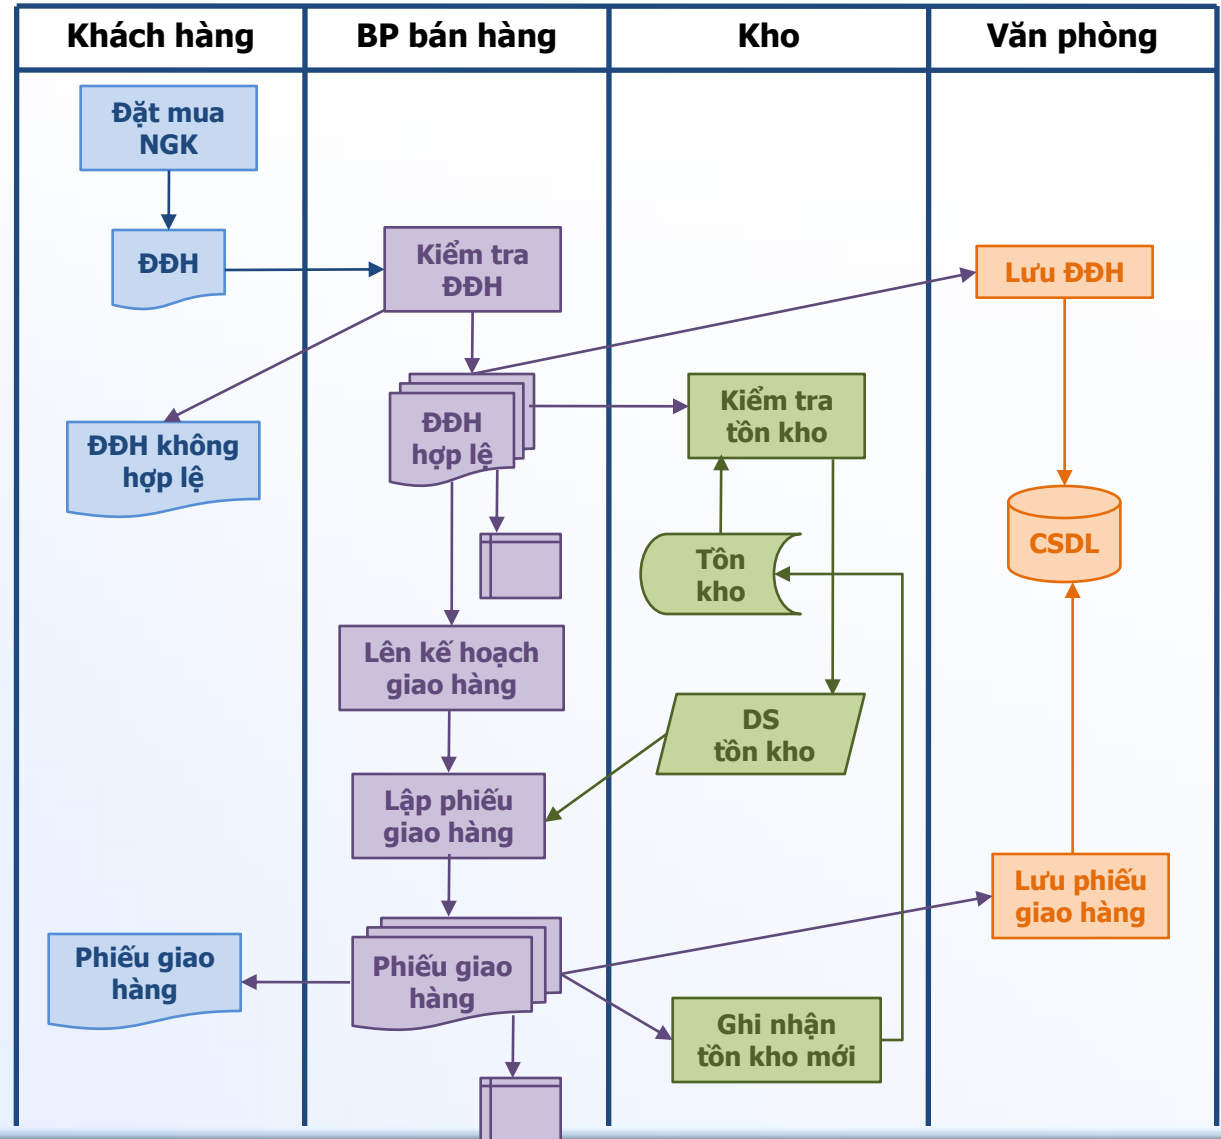 Khách hàng
BP bán hàng
Kho
Văn phòng
Đặt mua
NGK
ĐĐH
Kiểm tra
ĐĐH
Lưu ĐĐH
ĐĐH không
hợp lệ
ĐĐH
hợp lệ
Kiểm tra
tồn kho
Tồn
kho
CSDL
Lên kế hoạch
giao hàng
DS
tồn kho
Lập phiếu
giao hàng
Lưu phiếu
giao hàng
Phiếu giao
hàng
Phiếu giao
hàng
Ghi nhận
tồn kho mới